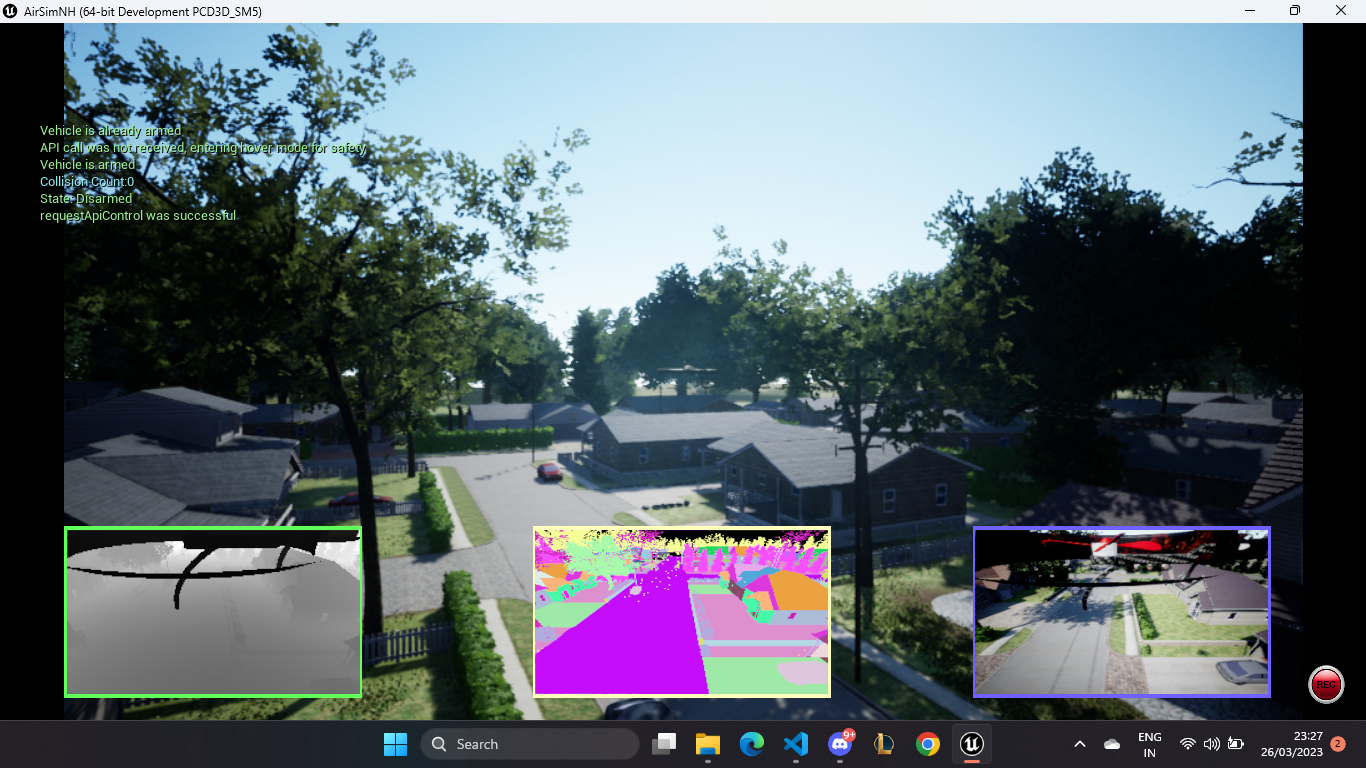 AirSimNH (64-bit Development PCD3D_SM5)
Vehicle is already armed
API call was not received, entering hover mode for safety
Vehicle is armed
Collision Count:0
State: Disarmed
requestApiControl was successful
REC
Search
9+
ENG
IN
23:27
26/03/2023
2